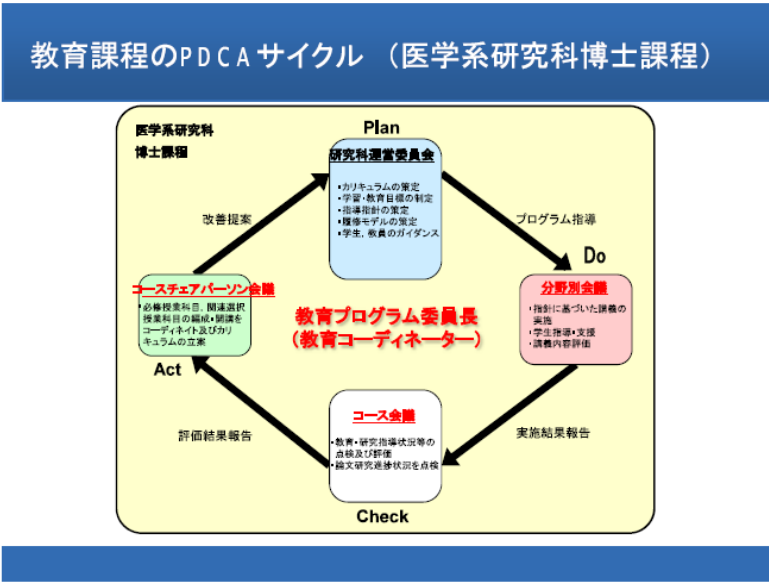 教育課程のPDCAサイクル （医学系研究科博士課程）
医学系研究科
博士課程
Plan
研究科運営委員会
・カリキュラムの策定
・学習・教育目標の制定
・指導指針の策定
・履修モデルの策定
・学生，教員のガイダンス
改善提案
プログラム指導
Do
分野別会議
・指針に基づいた講義の
実施
・学生指導・支援
・講義内容評価
コースチェアパーソン会議
・必修授業科目，関連選択
授業科目の編成・開講を
コーディネイト及びカリ
キュラムの立案
Act
教育プログラム委員長
（教育コーディネーター）
評価結果報告
実施結果報告
コース会議
・教育・研究指導状況等の
点検及び評価
・論文研究進捗状況を点検
Check